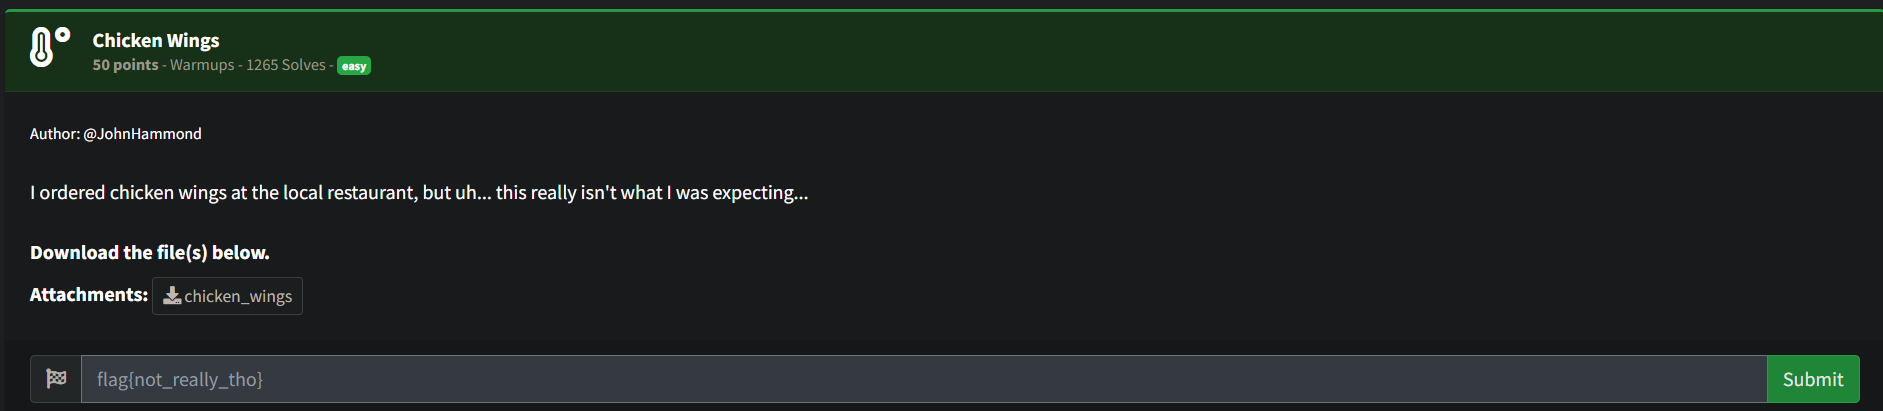 Chicken Wings
50 points - Warmups - 1265 Solves - easy
Author: @JohnHammond
I ordered chicken wings at the local restaurant, but uh... this really isn't what I was expecting...
Download the file(s) below.
Attachments: chicken_wings
flag{not_really_tho} Submit